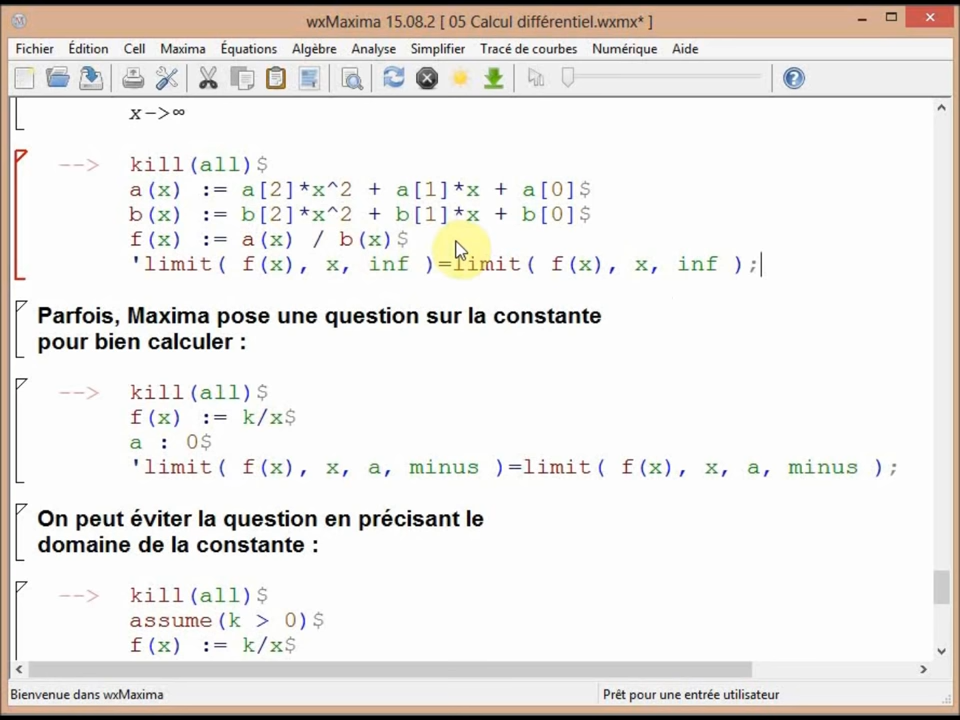 wxMaxima 15.08.2 [ 05 Calcul différentiel.wxmx* ]
Fichier Édition Cell Maxima Équations Algèbre Analyse Simplifier Tracé de courbes Numérique Aide
x->∞
--> kill(all)$
a(x) := a[2]*x^2 + a[1]*x + a[0]$
b(x) := b[2]*x^2 + b[1]*x + b[0]$
f(x) := a(x) / b(x)$
'limit( f(x), x, inf )=limit( f(x), x, inf );
Parfois, Maxima pose une question sur la constante
pour bien calculer :
--> kill(all)$
f(x) := k/x$
a : 0$
'limit( f(x), x, a, minus )=limit( f(x), x, a, minus );
On peut éviter la question en précisant le
domaine de la constante :
--> kill(all)$
assume(k > 0)$
f(x) := k/x$
Bienvenue dans wxMaxima Prêt pour une entrée utilisateur